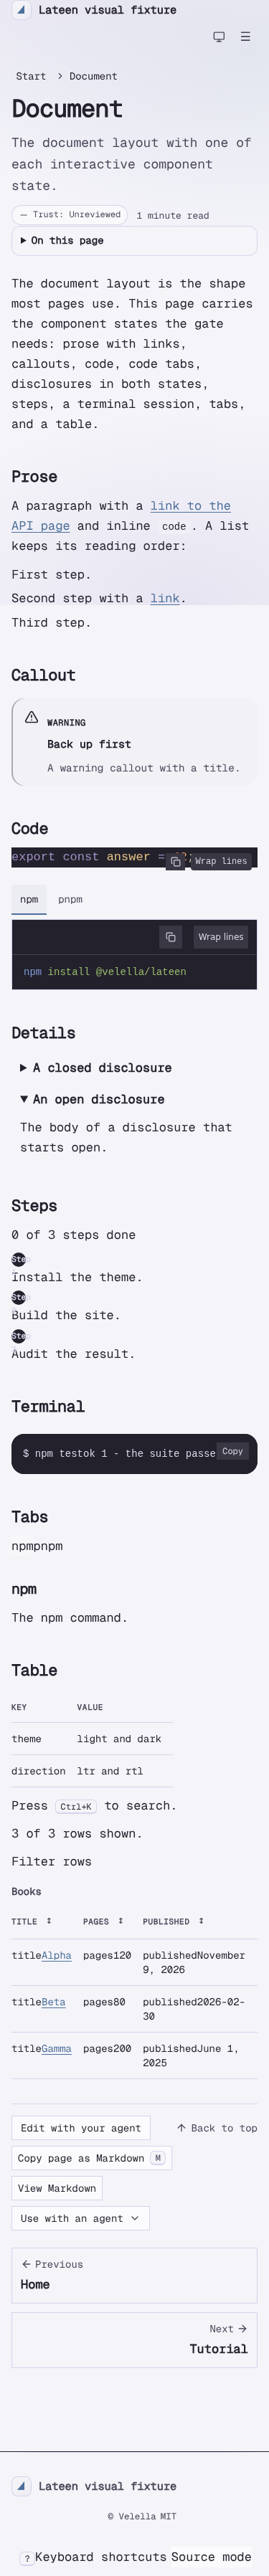 Lateen visual fixture
Start > Document
Document
The document layout with one of
each interactive component
state.
— Trust: Unreviewed 1 minute read
On this page
The document layout is the shape
most pages use. This page carries
the component states the gate
needs: prose with links,
callouts, code, code tabs,
disclosures in both states,
steps, a terminal session, tabs,
and a table.
Prose
A paragraph with a link to the
API page and inline code. A list
keeps its reading order:
First step.
Second step with a link.
Third step.
Callout
WARNING
Back up first
A warning callout with a title.
Code
export const answer =
Wrap lines
npm pnpm
Wrap lines
npm install @velella/lateen
Details
A closed disclosure
An open disclosure
The body of a disclosure that
starts open.
Steps
0 of 3 steps done
Step
Install the theme.
Step
Build the site.
Step
Audit the result.
Terminal
$ npm testok 1 - the suite passe
Copy
Tabs
npmpnpm
npm
The npm command.
Table
KEY VALUE
theme light and dark
direction ltr and rtl
Press Ctrl+K to search.
3 of 3 rows shown.
Filter rows
Books
TITLE ↕ PAGES ↕ PUBLISHED ↕
titleAlpha pages120 publishedNovember
9, 2026
titleBeta pages80 published2026-02-
30
titleGamma pages200 publishedJune 1,
2025
Edit with your agent ↑ Back to top
Copy page as Markdown M
View Markdown
Use with an agent
← Previous
Home
Next →
Tutorial
Lateen visual fixture
© Velella MIT
? Keyboard shortcuts Source mode